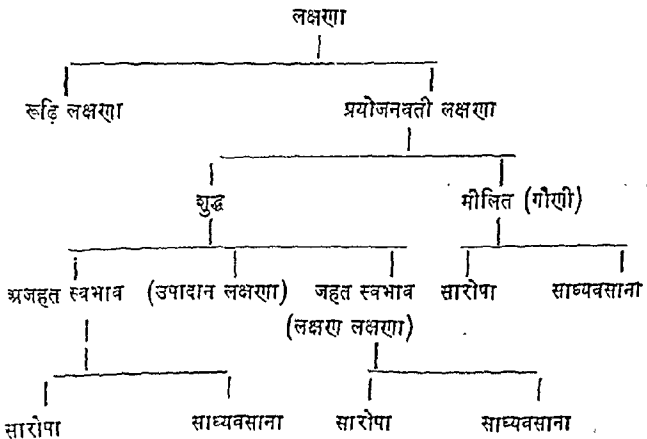 लक्षणा
रूढ़ि लक्षणा प्रयोजनवती लक्षणा
शुद्ध मीलित (गौणी)
अजहत स्वभाव (उपादान लक्षणा) जहत स्वभाव सारोपा साध्यवसाना
(लक्षण लक्षणा)
सारोपा साध्यवसाना सारोपा साध्यवसाना